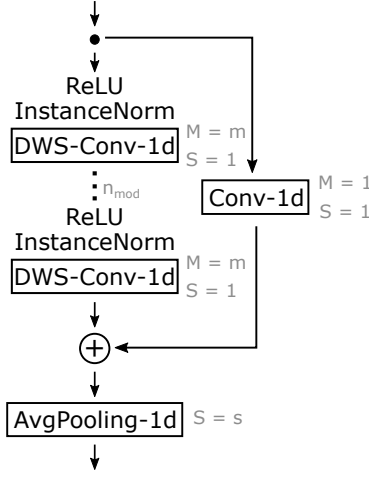 ReLU
InstanceNorm
DWS-Conv-1d
M = m
S = 1
n_mod
ReLU
InstanceNorm
DWS-Conv-1d
M = m
S = 1
Conv-1d
M = 1
S = 1
+
AvgPooling-1d
S = s